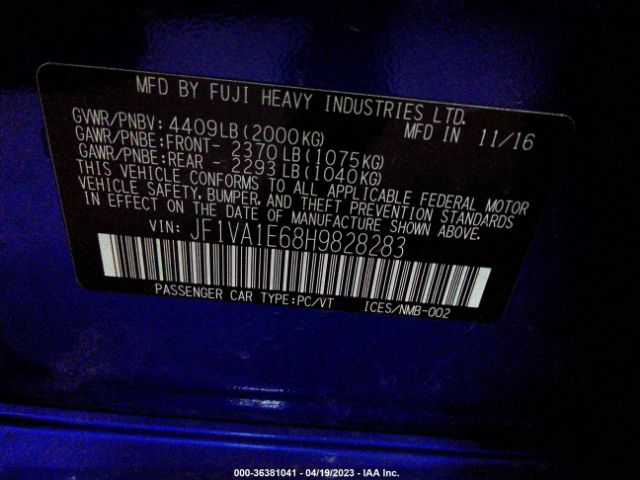 MFD BY FUJI HEAVY INDUSTRIES LTD.
GVWR/PNBV: 4409LB(2000KG) MFD IN 11/16
GAWR/PNBE:FRONT- 2370LB(1075KG)
GAWR/PNBE:REAR - 2293LB(1040KG)
THIS VEHICLE CONFORMS TO ALL APPLICABLE FEDERAL MOTOR
VEHICLE SAFETY, BUMPER, AND THEFT PREVENTION STANDARDS
IN EFFECT ON THE DATE OF MANUFACTURE SHOWN ABOVE.
VIN: JF1VA1E68H9828283
PASSENGER CAR TYPE:PC/VT ICES/NMB-002
000-36381041 - 04/19/2023 - IAA Inc.